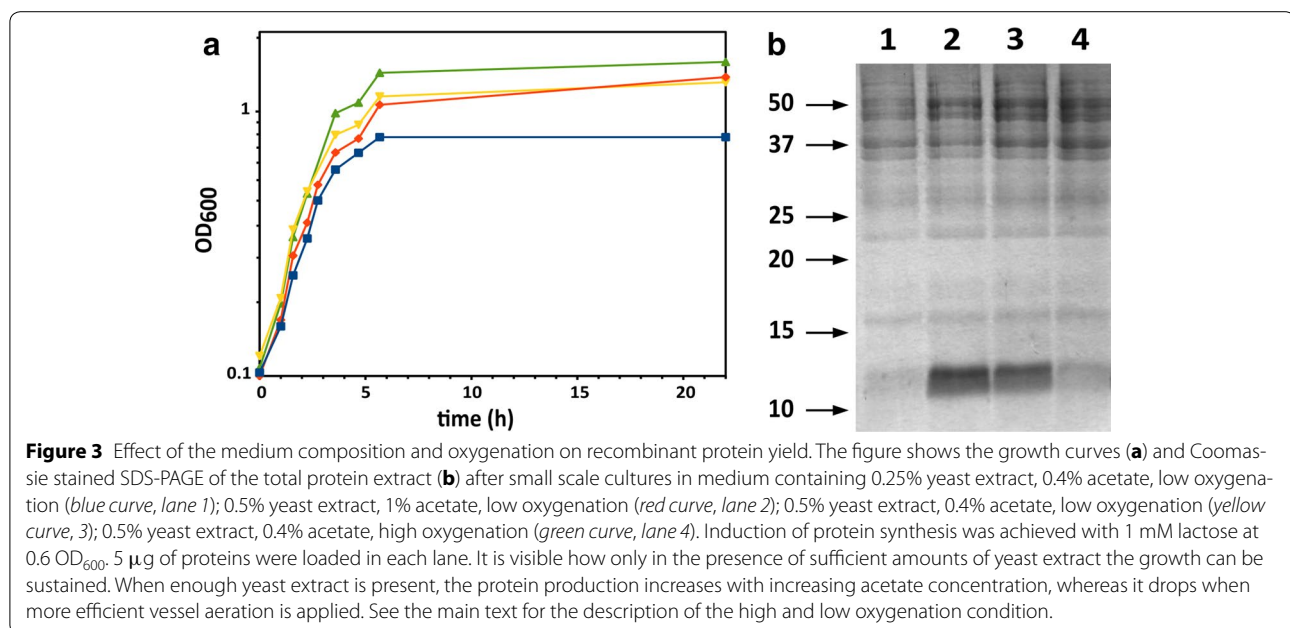 a
OD600
1
0.1
0
5
10
15
20
time (h)
b
1 2 3 4
50
37
25
20
15
10
Figure 3 Effect of the medium composition and oxygenation on recombinant protein yield. The figure shows the growth curves (a) and Coomas-
sie stained SDS-PAGE of the total protein extract (b) after small scale cultures in medium containing 0.25% yeast extract, 0.4% acetate, low oxygena-
tion (blue curve, lane 1); 0.5% yeast extract, 1% acetate, low oxygenation (red curve, lane 2); 0.5% yeast extract, 0.4% acetate, low oxygenation (yellow
curve, 3); 0.5% yeast extract, 0.4% acetate, high oxygenation (green curve, lane 4). Induction of protein synthesis was achieved with 1 mM lactose at
0.6 OD600. 5 μg of proteins were loaded in each lane. It is visible how only in the presence of sufficient amounts of yeast extract the growth can be
sustained. When enough yeast extract is present, the protein production increases with increasing acetate concentration, whereas it drops when
more efficient vessel aeration is applied. See the main text for the description of the high and low oxygenation condition.